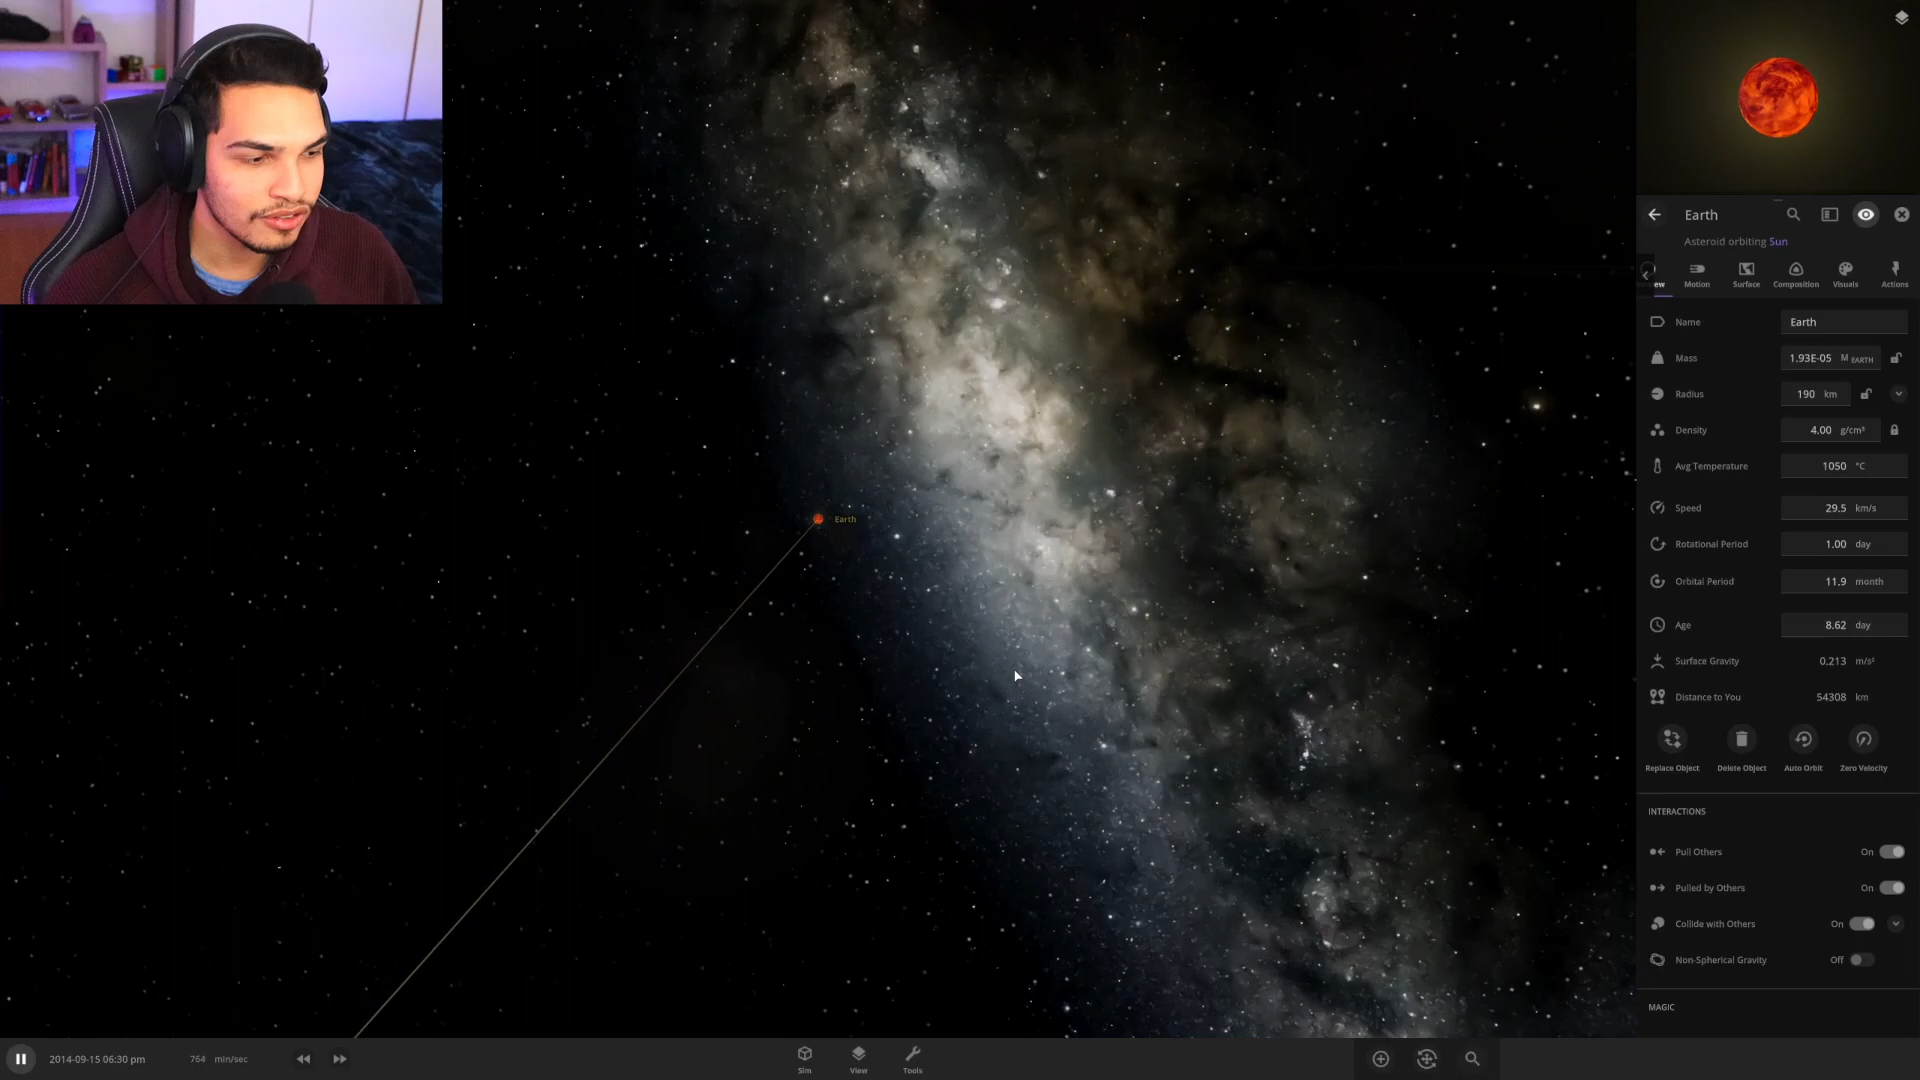 Earth
Asteroid orbiting Sun
Motion
Surface
Composition
Visuals
Actions
Name
Earth
Mass
1.93E-05 M EARTH
Radius
190 km
Density
4.00 g/cm³
Avg Temperature
1050 °C
Speed
29.5 km/s
Rotational Period
1.00 day
Orbital Period
11.9 month
Age
8.62 day
Surface Gravity
0.213 m/s²
Distance to You
54308 km
Replace Object
Delete Object
Auto Orbit
Zero Velocity
INTERACTIONS
Pull Others
On
Pulled by Others
On
Collide with Others
On
Non-Spherical Gravity
Off
MAGIC
Earth
2014-09-15 06:30 pm
764 min/sec
Sim
View
Tools